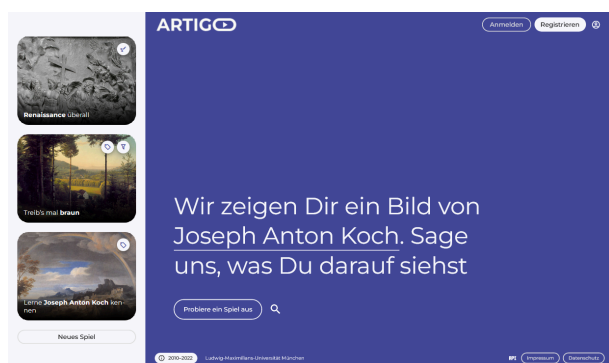 ARTIGO
Anmelden
Registrieren
Renaissance überall
Treib's mal braun
Lerne Joseph Anton Koch ken-
nen
Neues Spiel
Wir zeigen Dir ein Bild von
Joseph Anton Koch. Sage
uns, was Du darauf siehst
Probiere ein Spiel aus
2010-2022
Ludwig-Maximilians-Universität München
Impressum
Datenschutz